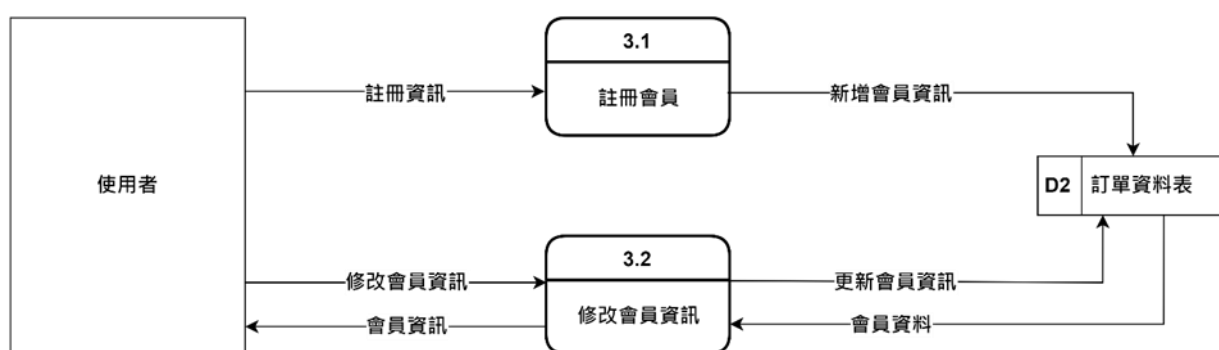 3.1
註冊資訊
註冊會員
新增會員資訊
使用者
D2
訂單資料表
3.2
修改會員資訊
更新會員資訊
修改會員資訊
會員資訊
會員資料